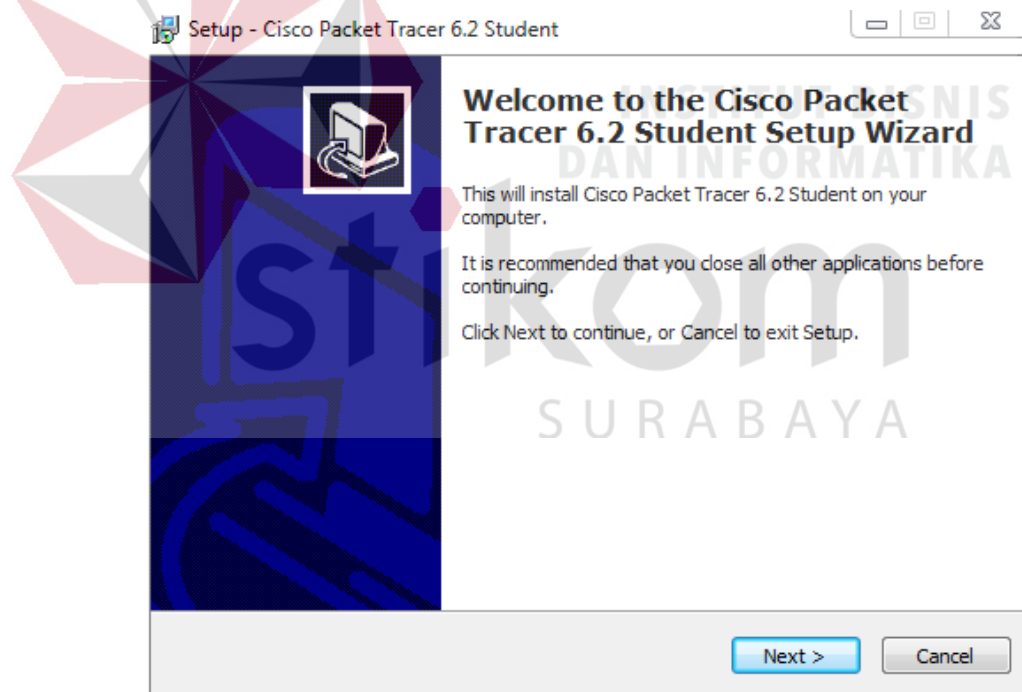 Setup - Cisco Packet Tracer 6.2 Student
INSTITUT BISNIS
DAN INFORMATIKA
Welcome to the Cisco Packet
Tracer 6.2 Student Setup Wizard
This will install Cisco Packet Tracer 6.2 Student on your
computer.
It is recommended that you close all other applications before
continuing.
Click Next to continue, or Cancel to exit Setup.
stikom
SURABAYA
Next >
Cancel